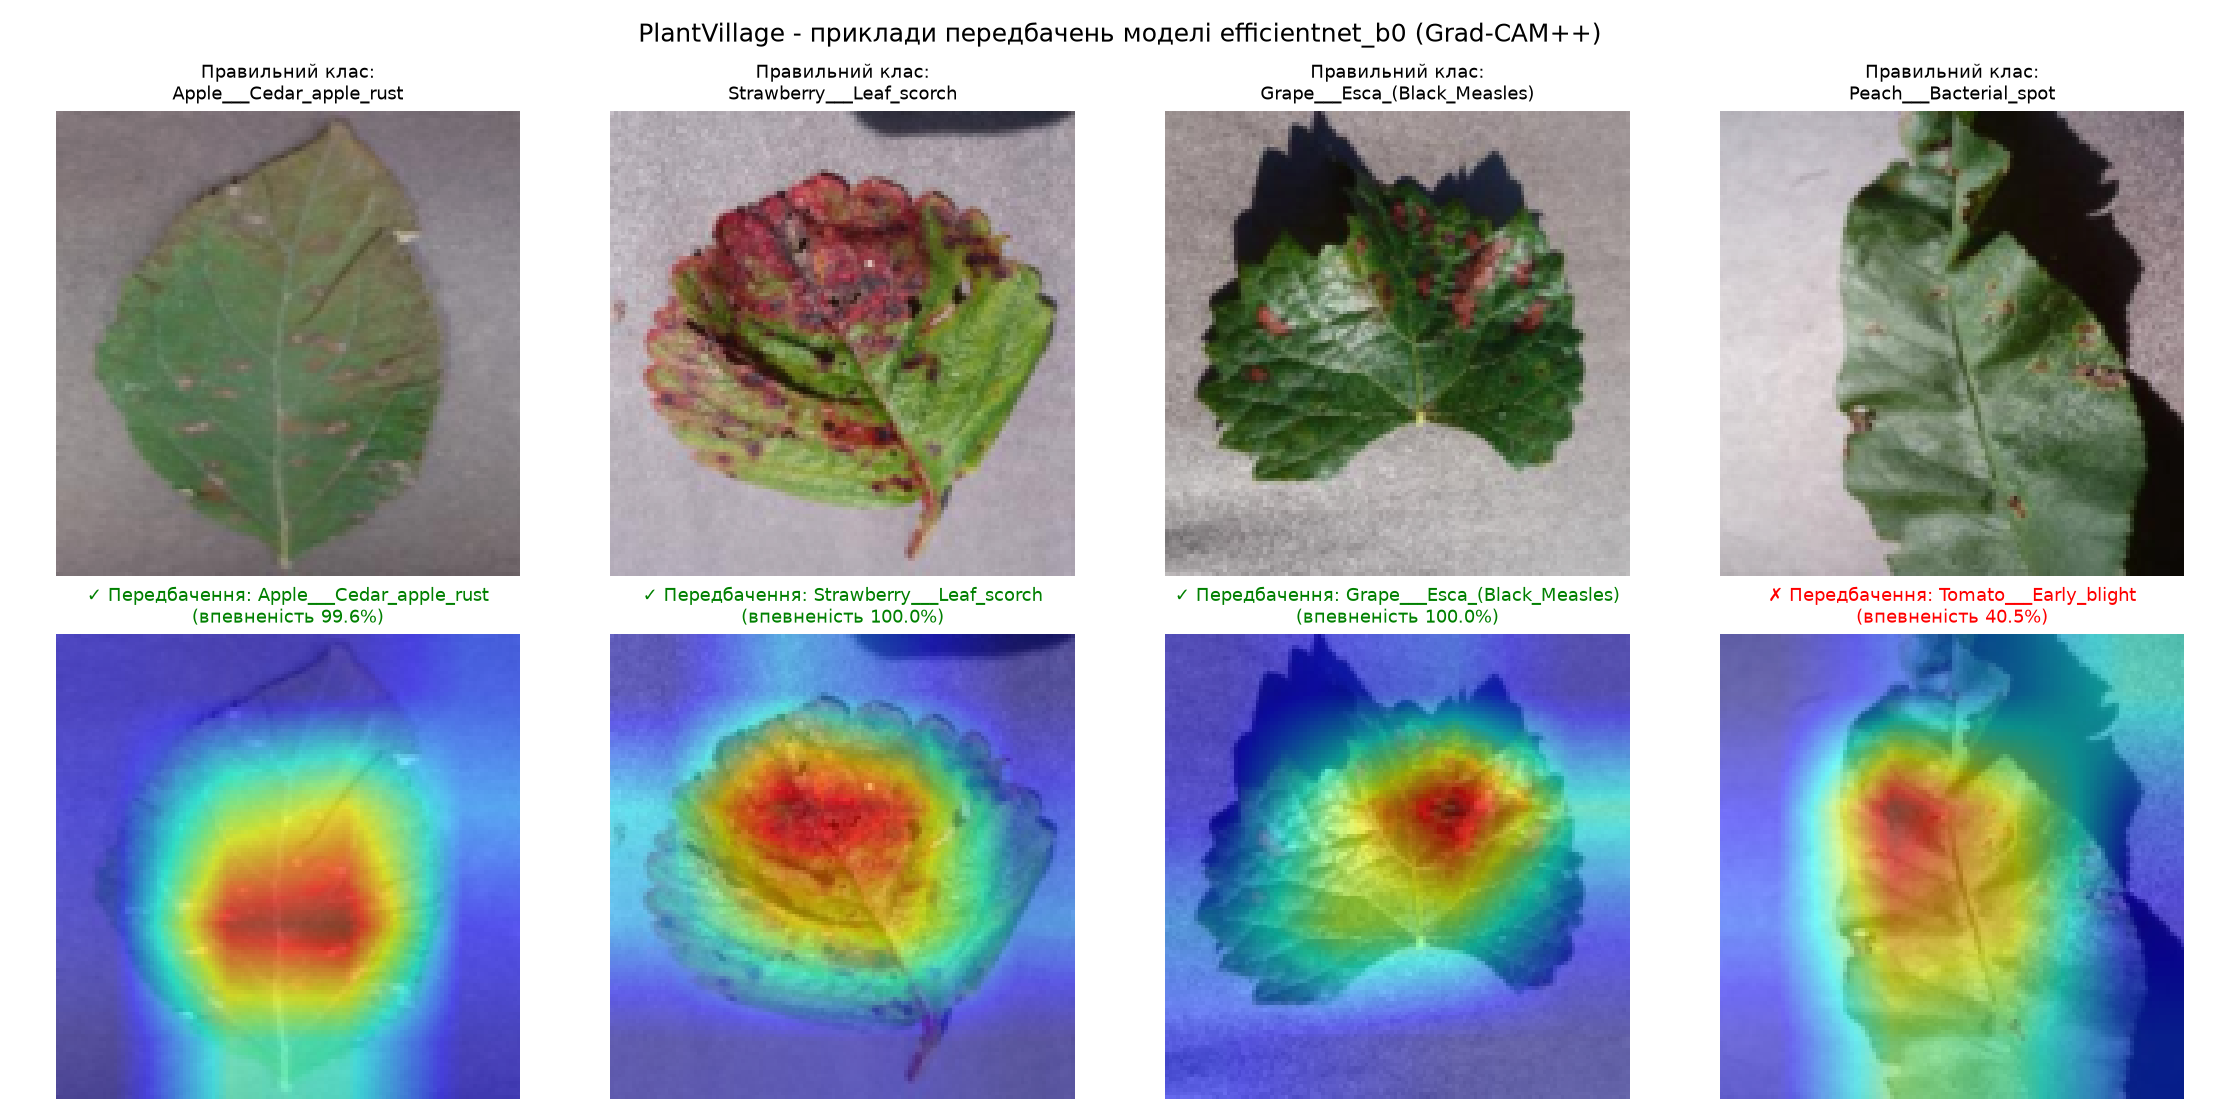 PlantVillage - приклади передбачень моделі efficientnet_b0 (Grad-CAM++)
Правильний клас:
Apple___Cedar_apple_rust
Правильний клас:
Strawberry___Leaf_scorch
Правильний клас:
Grape___Esca_(Black_Measles)
Правильний клас:
Peach___Bacterial_spot
✓ Передбачення: Apple___Cedar_apple_rust
(впевненість 99.6%)
✓ Передбачення: Strawberry___Leaf_scorch
(впевненість 100.0%)
✓ Передбачення: Grape___Esca_(Black_Measles)
(впевненість 100.0%)
✗ Передбачення: Tomato___Early_blight
(впевненість 40.5%)